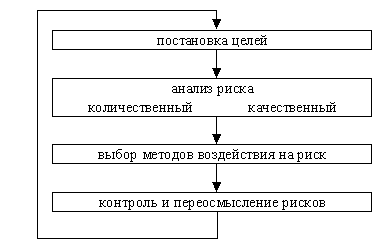 постановка целей
анализ риска
количественный качественный
выбор методов воздействия на риск
контроль и переосмысление рисков